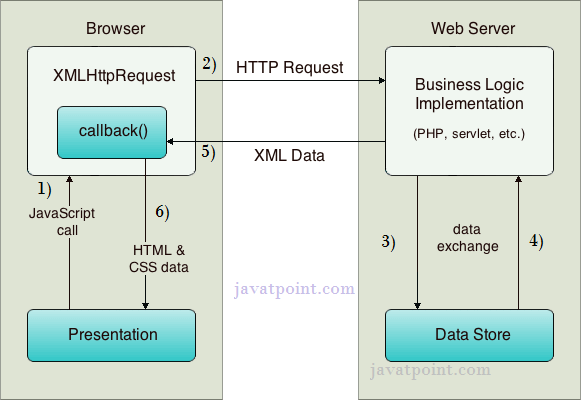 Browser
Web Server
XMLHttpRequest
2)
HTTP Request
Business Logic
Implementation
(PHP, servlet, etc.)
callback()
5)
XML Data
1)
JavaScript
call
6)
HTML &
CSS data
3)
data
exchange
4)
javatpoint.com
Presentation
Data Store
javatpoint.com